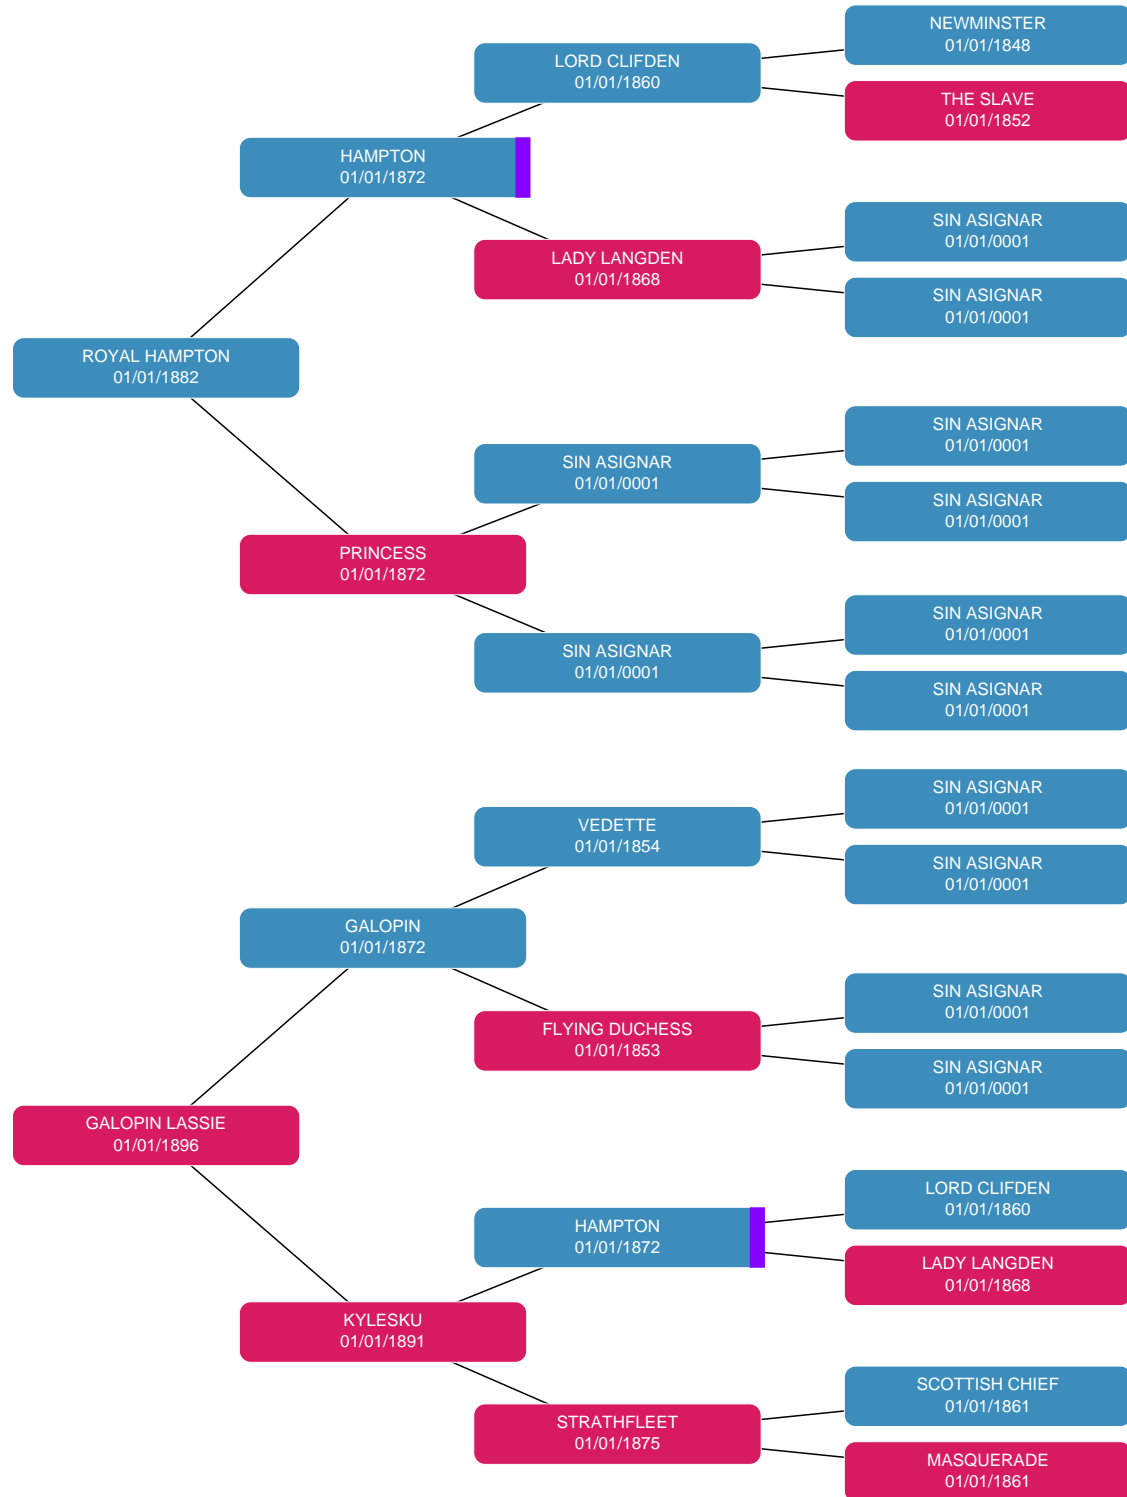 NEWMINSTER
01/01/1848
LORD CLIFDEN
01/01/1860
THE SLAVE
01/01/1852
HAMPTON
01/01/1872
SIN ASIGNAR
01/01/0001
LADY LANGDEN
01/01/1868
SIN ASIGNAR
01/01/0001
ROYAL HAMPTON
01/01/1882
SIN ASIGNAR
01/01/0001
SIN ASIGNAR
01/01/0001
SIN ASIGNAR
01/01/0001
PRINCESS
01/01/1872
SIN ASIGNAR
01/01/0001
SIN ASIGNAR
01/01/0001
SIN ASIGNAR
01/01/0001
SIN ASIGNAR
01/01/0001
VEDETTE
01/01/1854
SIN ASIGNAR
01/01/0001
GALOPIN
01/01/1872
SIN ASIGNAR
01/01/0001
FLYING DUCHESS
01/01/1853
SIN ASIGNAR
01/01/0001
GALOPIN LASSIE
01/01/1896
LORD CLIFDEN
01/01/1860
HAMPTON
01/01/1872
LADY LANGDEN
01/01/1868
KYLESKU
01/01/1891
SCOTTISH CHIEF
01/01/1861
STRATHFLEET
01/01/1875
MASQUERADE
01/01/1861